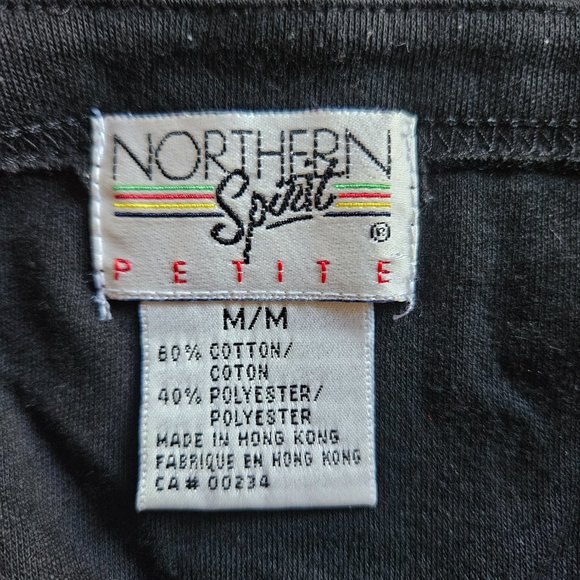 NORTHERN
Spirit
®
PETITE
M/M
60% COTTON/
COTON
40% POLYESTER/
POLYESTER
MADE IN HONG KONG
FABRIQUE EN HONG KONG
CA# 00234